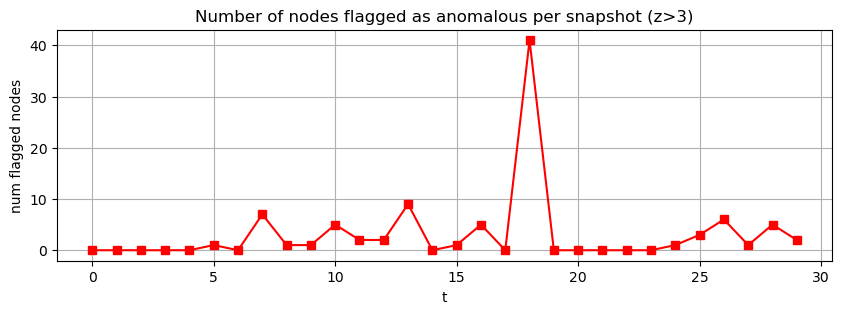 Number of nodes flagged as anomalous per snapshot (z>3)
num flagged nodes
40
30
20
10
0
0 5 10 15 20 25 30
t